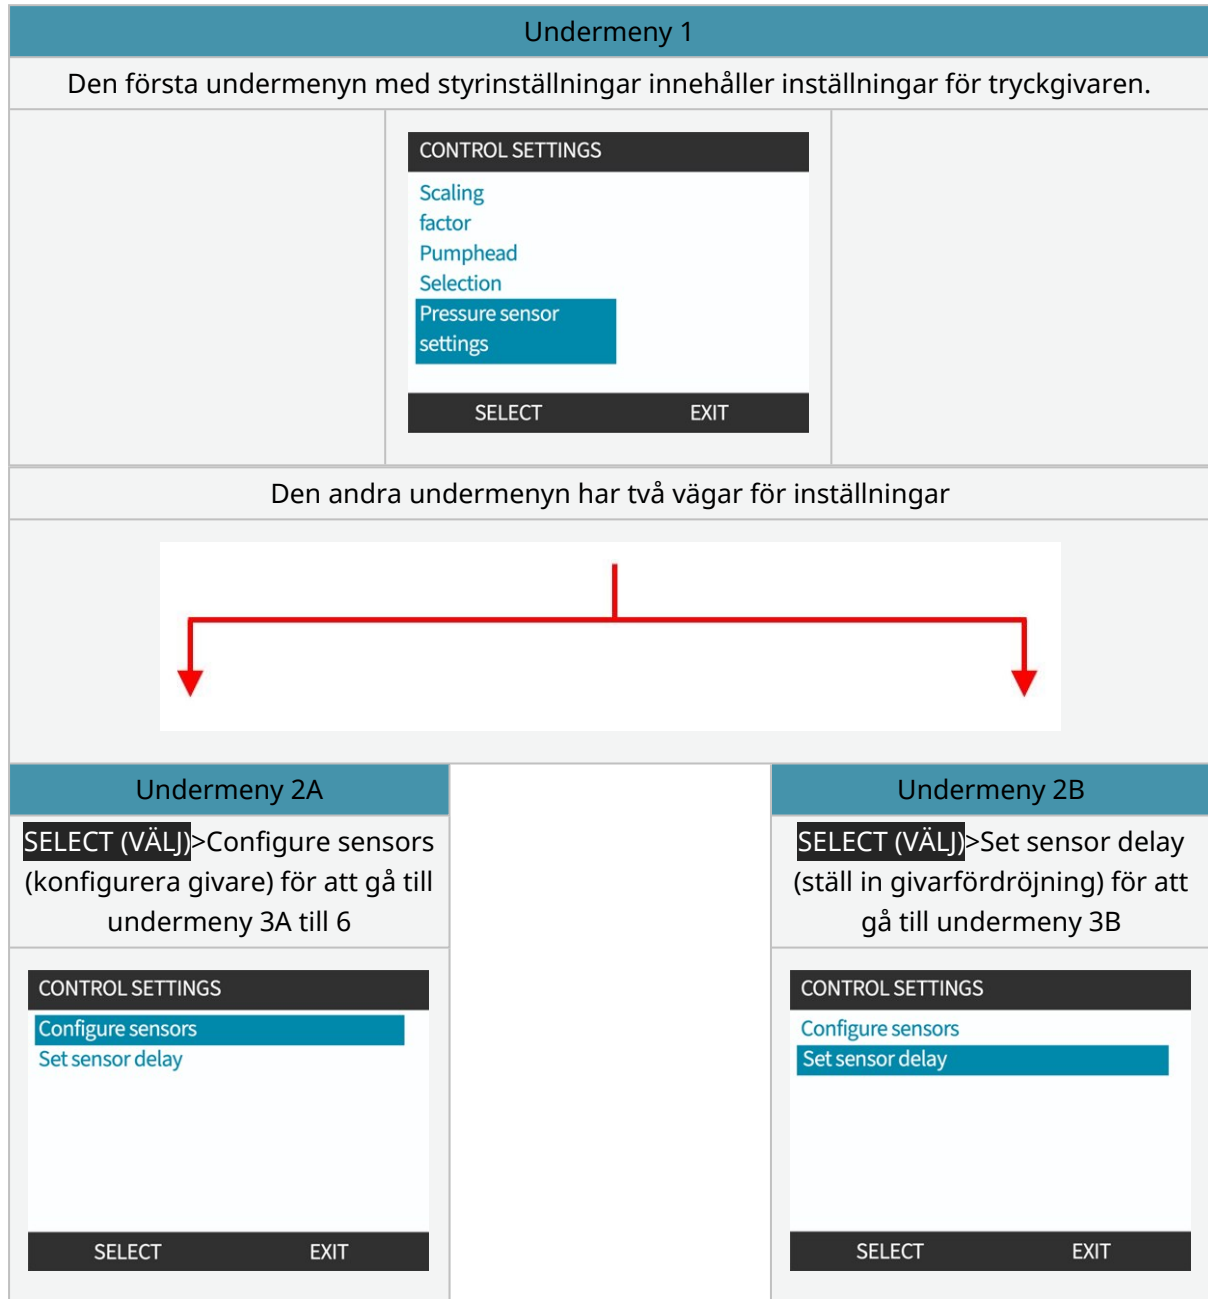 Undermeny 1
Den första undermenyn med styrinställningar innehåller inställningar för tryckgivaren.
CONTROL SETTINGS
Scaling
factor
Pumphead
Selection
Pressure sensor
settings
SELECT EXIT
Den andra undermenyn har två vägar för inställningar
Undermeny 2A
SELECT (VÄLJ)>Configure sensors
(konfigurera givare) för att gå till
undermeny 3A till 6
CONTROL SETTINGS
Configure sensors
Set sensor delay
SELECT EXIT
Undermeny 2B
SELECT (VÄLJ)>Set sensor delay
(ställ in givarfördröjning) för att
gå till undermeny 3B
CONTROL SETTINGS
Configure sensors
Set sensor delay
SELECT EXIT